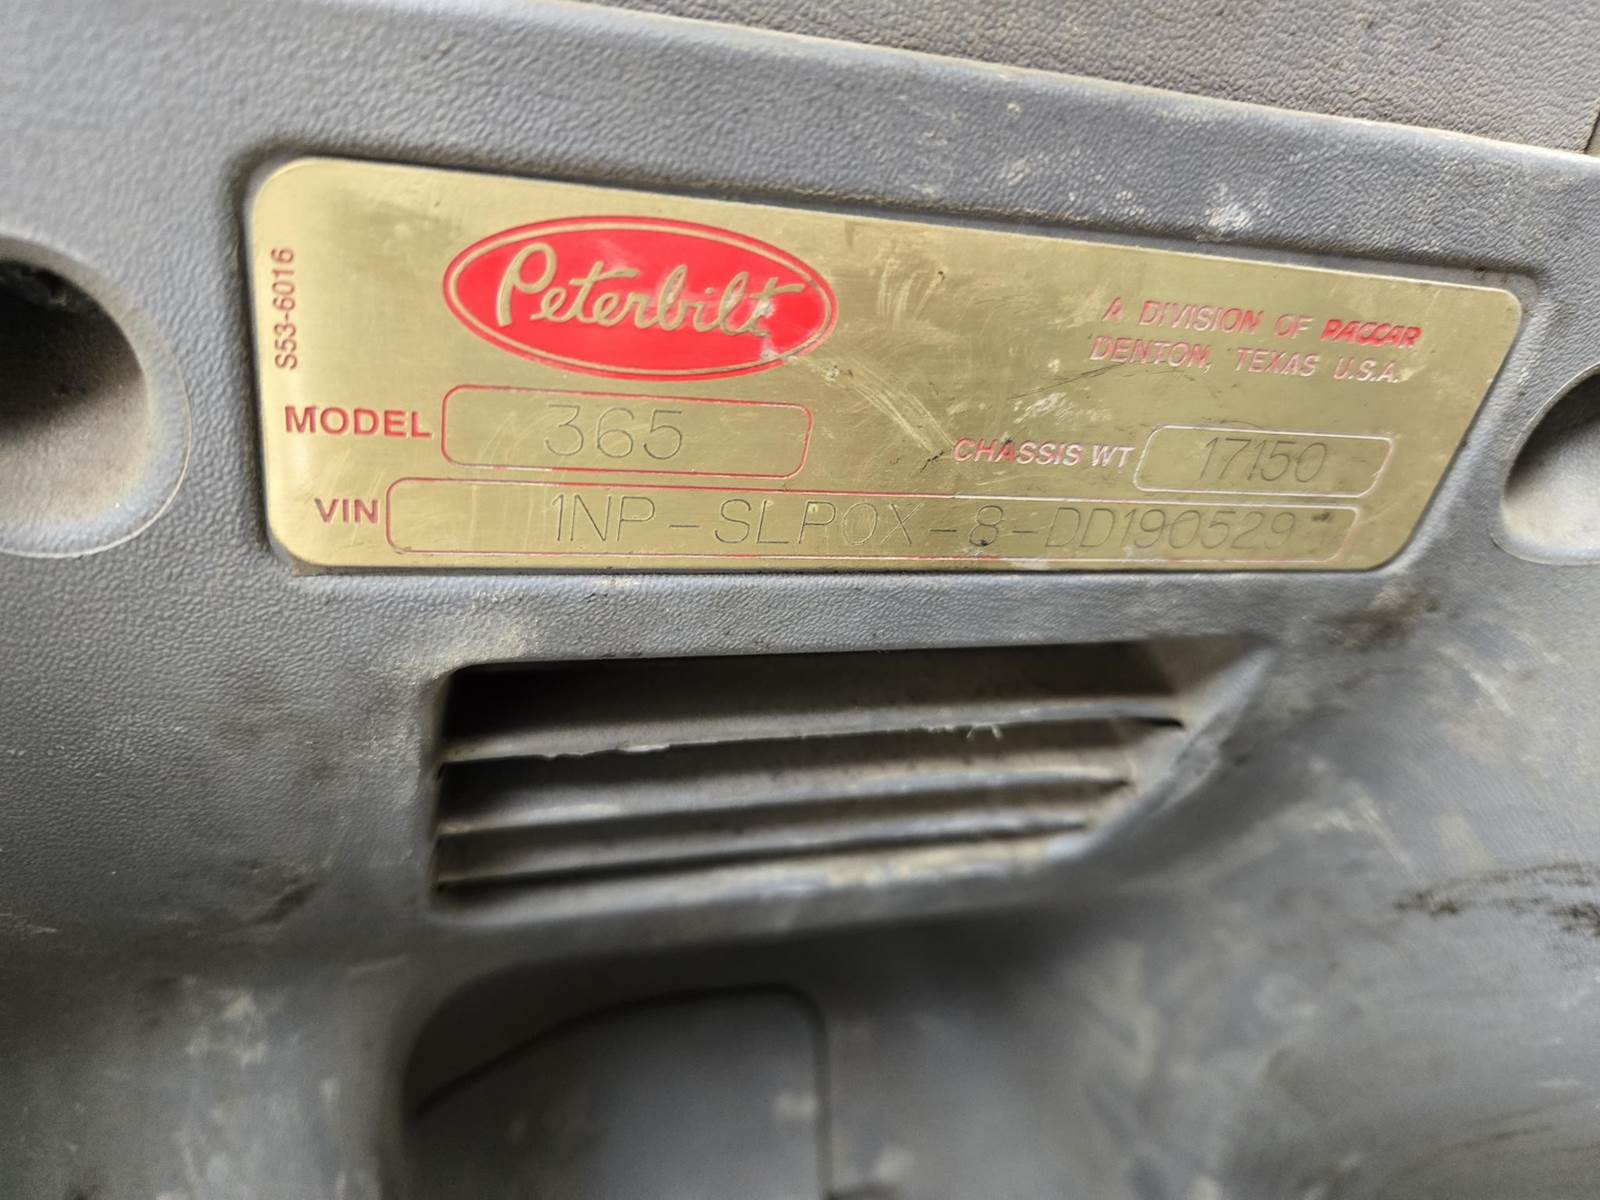 S53-6016
Peterbilt
A DIVISION OF PACCAR
DENTON, TEXAS U.S.A.
MODEL 365
CHASSIS WT 17150
VIN 1NP-SLP0X-8-DD190529